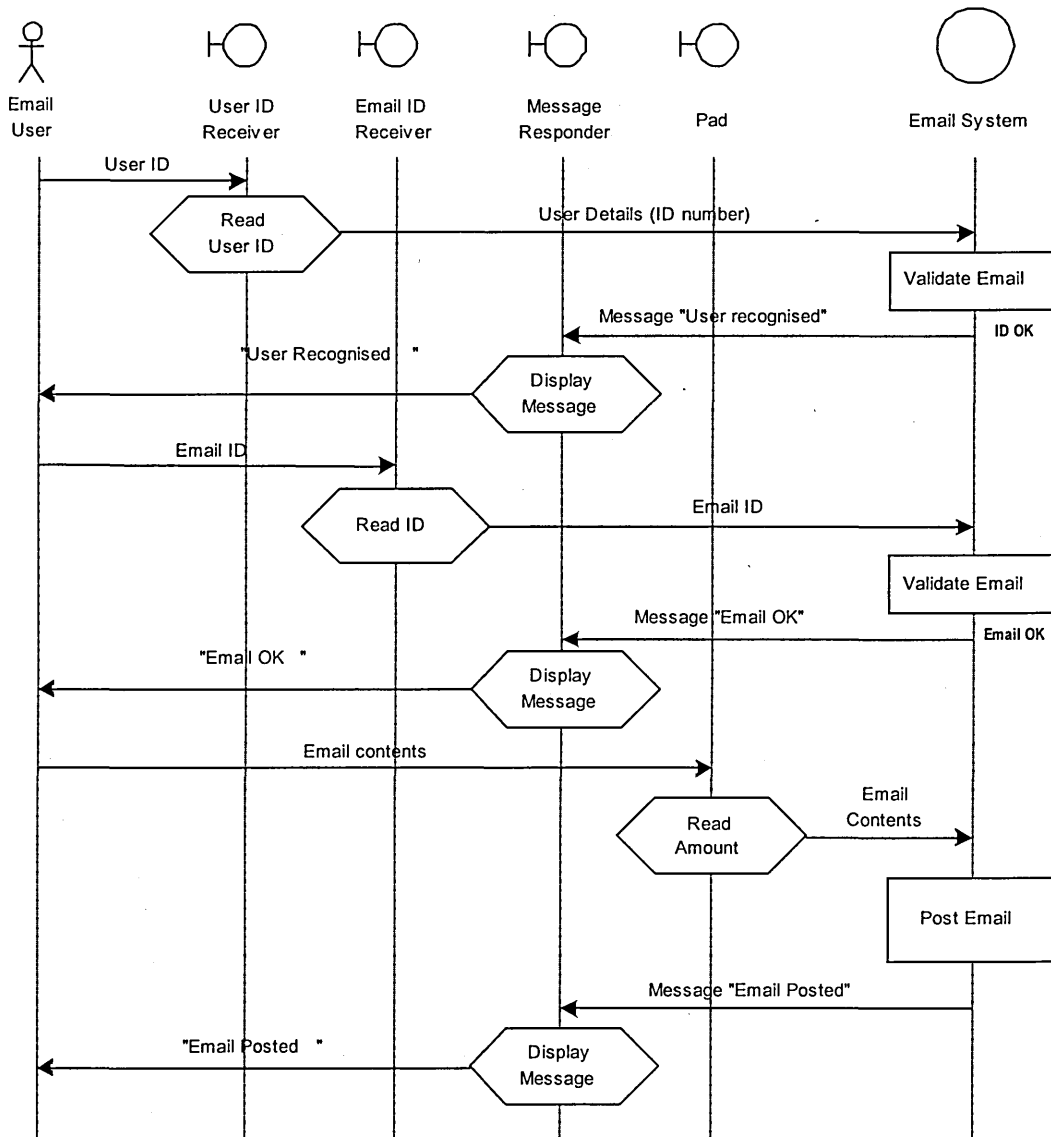 Email
User
User ID
Receiver
Email ID
Receiver
Message
Responder
Pad
Email System
User ID
Read
User ID
User Details (ID number)
Validate Email
Message "User recognised"
ID OK
"User Recognised "
Display
Message
Email ID
Read ID
Email ID
Validate Email
Message "Email OK"
Email OK
"Email OK "
Display
Message
Email contents
Read
Amount
Email
Contents
Post Email
Message "Email Posted"
"Email Posted "
Display
Message